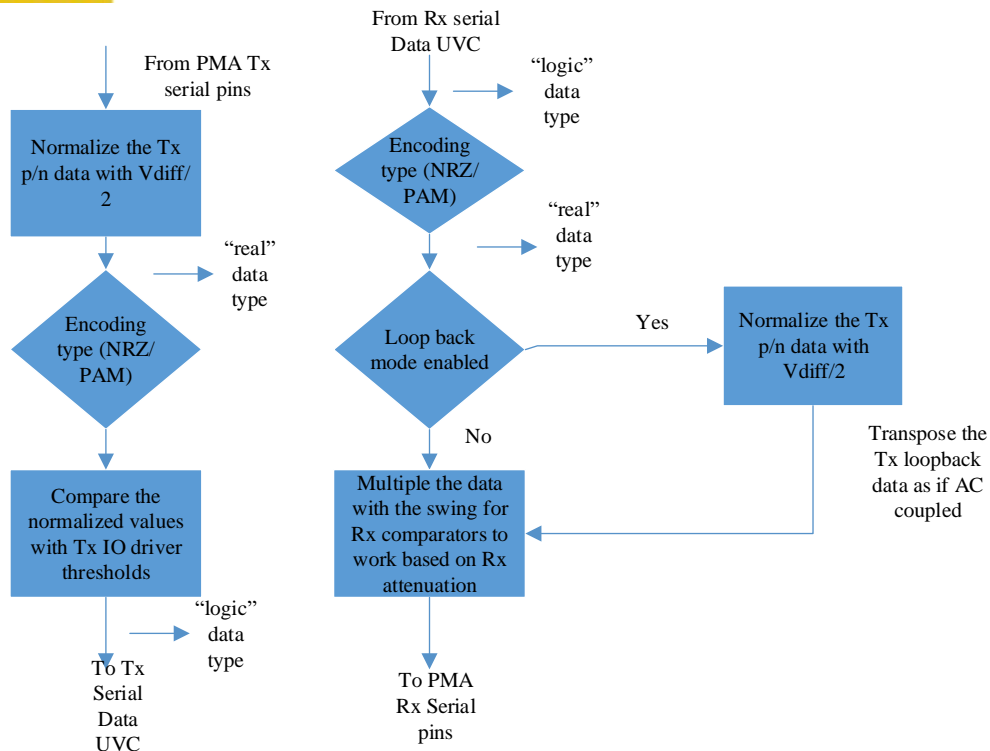 From PMA Tx
serial pins
Normalize the Tx
p/n data with Vdiff/
2
“real”
data
type
Encoding
type (NRZ/
PAM)
Compare the
normalized values
with Tx IO driver
thresholds
“logic”
data
type
To Tx
Serial
Data
UVC
From Rx serial
Data UVC
“logic”
data
type
Encoding
type (NRZ/
PAM)
“real”
data
type
Loop back
mode enabled
Yes
Normalize the Tx
p/n data with
Vdiff/2
Transpose the
Tx loopback
data as if AC
coupled
No
Multiple the data
with the swing for
Rx comparators to
work based on Rx
attenuation
To PMA
Rx Serial
pins